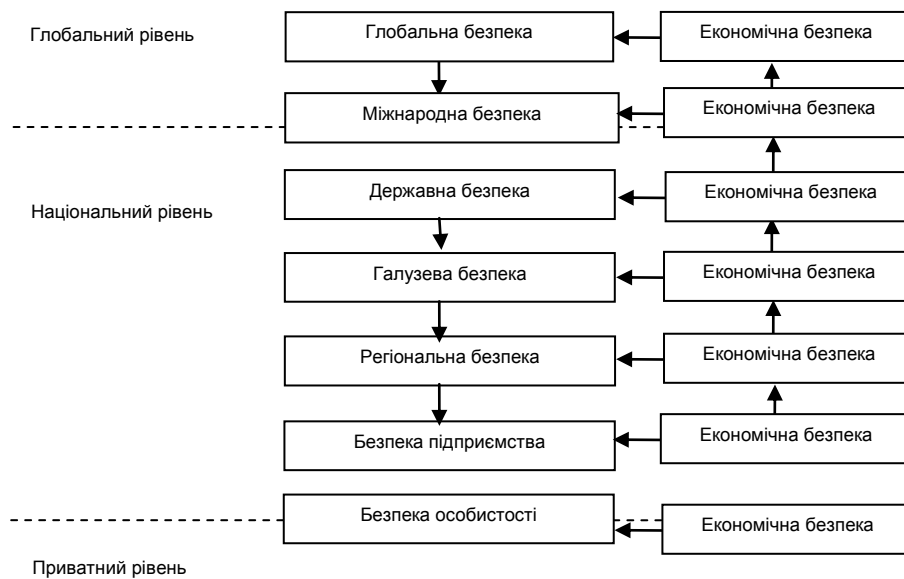 Глобальний рівень
Глобальна безпека
Економічна безпека
Міжнародна безпека
Економічна безпека
Національний рівень
Державна безпека
Економічна безпека
Галузева безпека
Економічна безпека
Регіональна безпека
Економічна безпека
Безпека підприємства
Економічна безпека
Безпека особистості
Економічна безпека
Приватний рівень